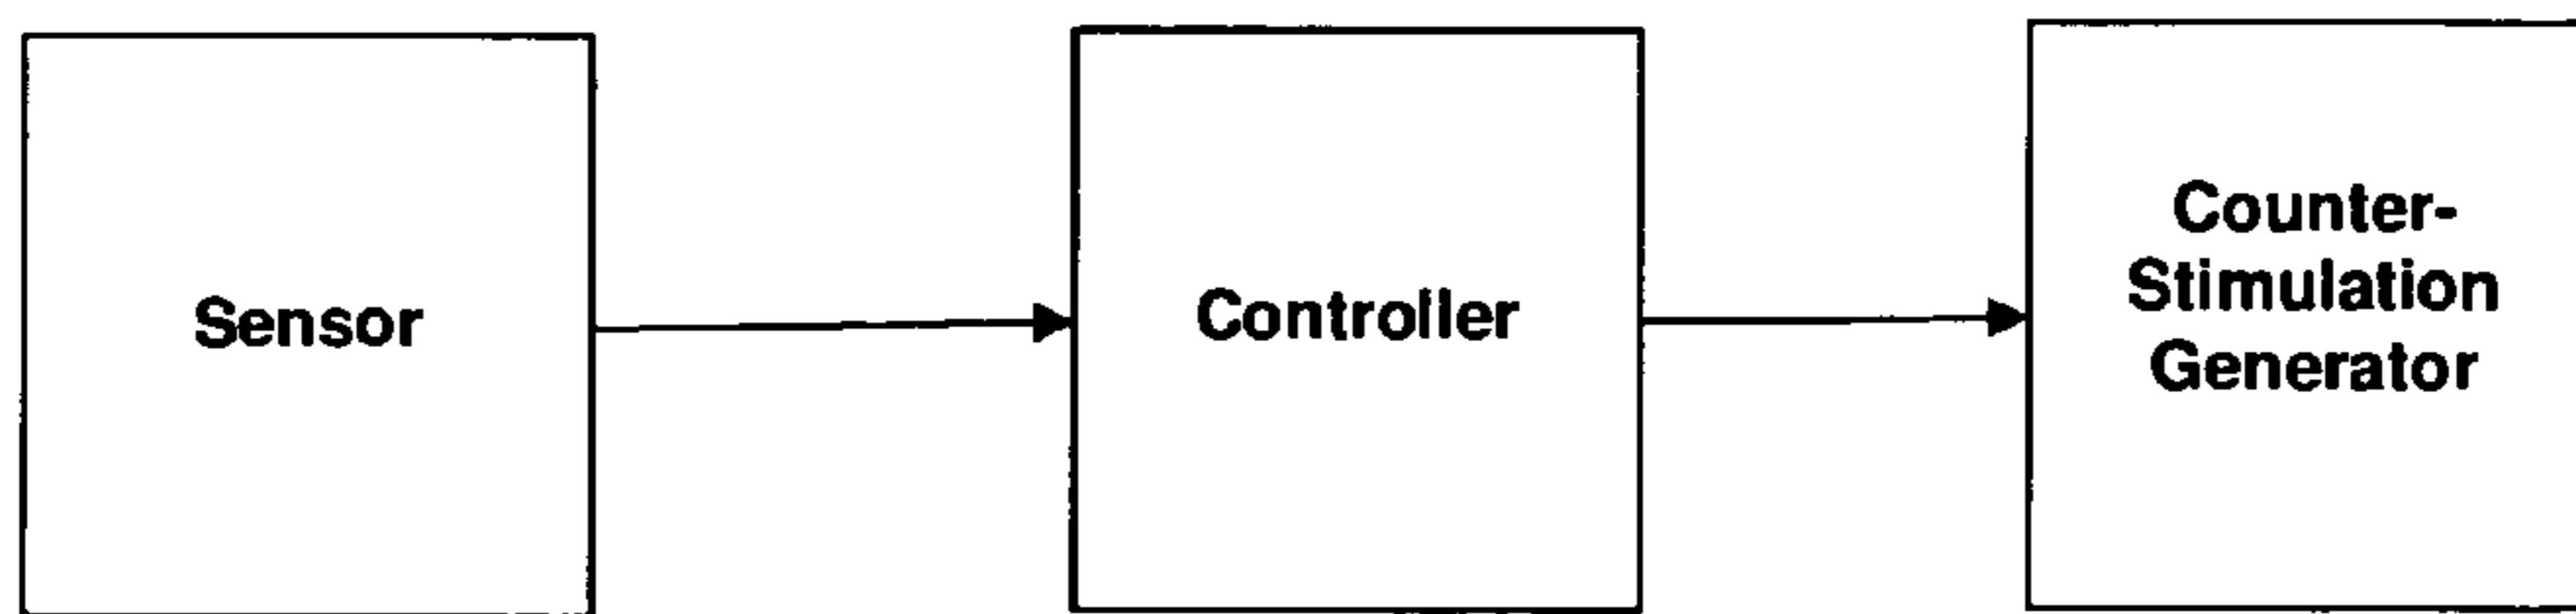 Sensor
Controller
Counter-
Stimulation
Generator